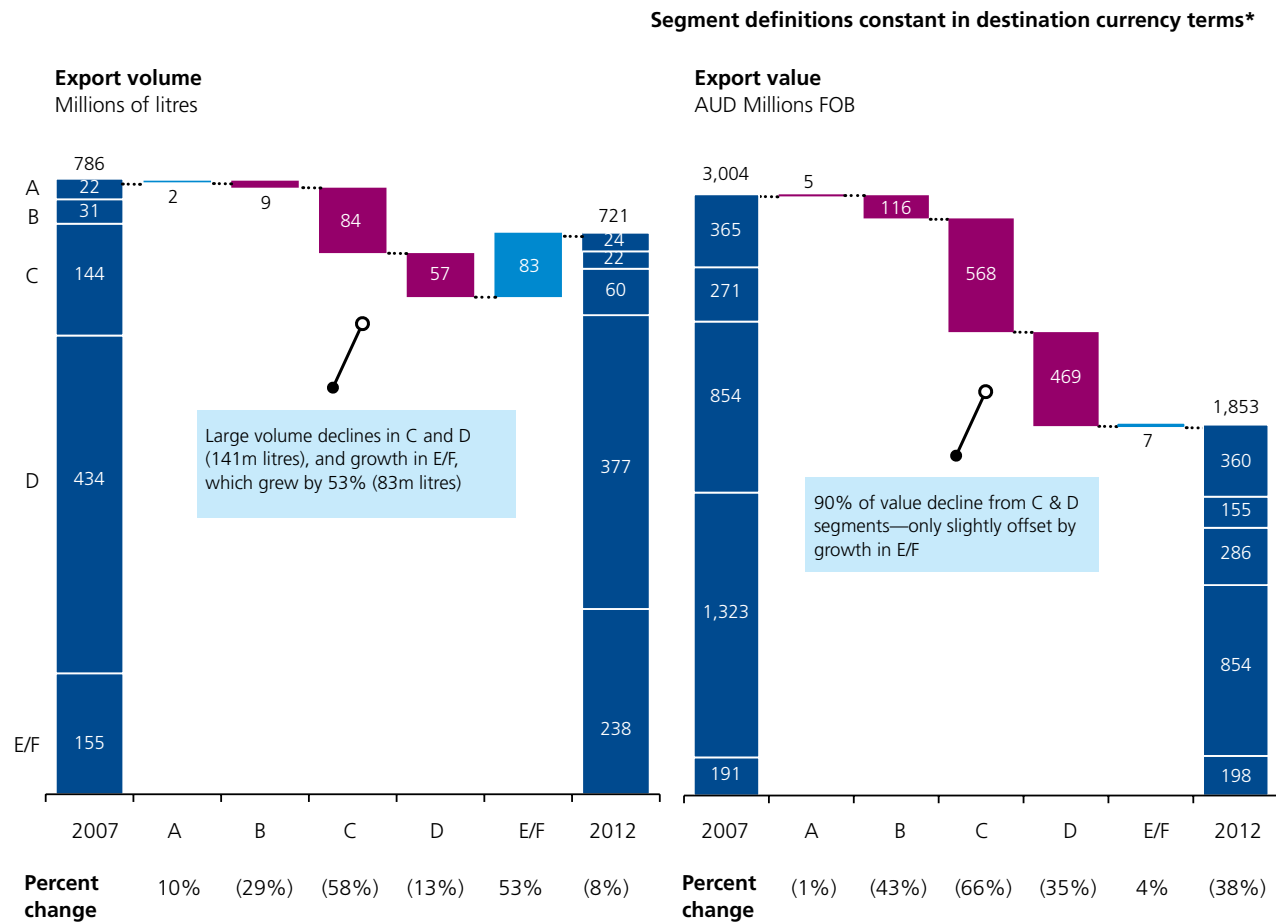 Segment definitions constant in destination currency terms*
Export volume
Millions of litres
786
A
22
B
31
C
144
D
434
E/F
155
2
9
84
57
83
721
24
22
60
377
238
Large volume declines in C and D
(141m litres), and growth in E/F,
which grew by 53% (83m litres)
2007 A B C D E/F 2012
Percent
change
10% (29%) (58%) (13%) 53% (8%)
Export value
AUD Millions FOB
3,004
365
271
854
1,323
191
5
116
568
469
7
1,853
360
155
286
854
198
90% of value decline from C & D
segments—only slightly offset by
growth in E/F
2007 A B C D E/F 2012
Percent
change
(1%) (43%) (66%) (35%) 4% (38%)